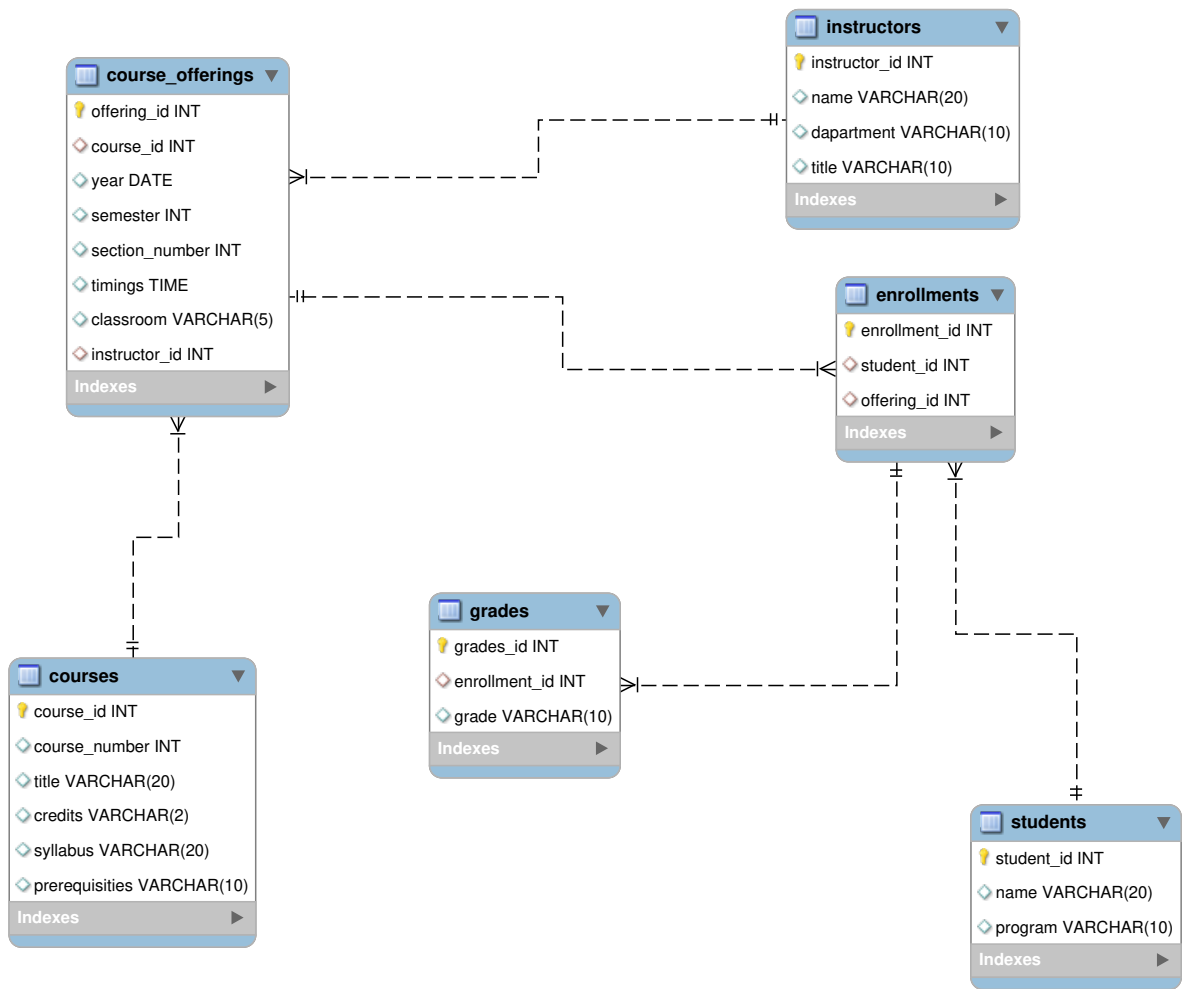 course_offerings
offering_id INT
course_id INT
year DATE
semester INT
section_number INT
timings TIME
classroom VARCHAR(5)
instructor_id INT
Indexes
instructors
instructor_id INT
name VARCHAR(20)
dapartment VARCHAR(10)
title VARCHAR(10)
Indexes
enrollments
enrollment_id INT
student_id INT
offering_id INT
Indexes
grades
grades_id INT
enrollment_id INT
grade VARCHAR(10)
Indexes
courses
course_id INT
course_number INT
title VARCHAR(20)
credits VARCHAR(2)
syllabus VARCHAR(20)
prerequisities VARCHAR(10)
Indexes
students
student_id INT
name VARCHAR(20)
program VARCHAR(10)
Indexes